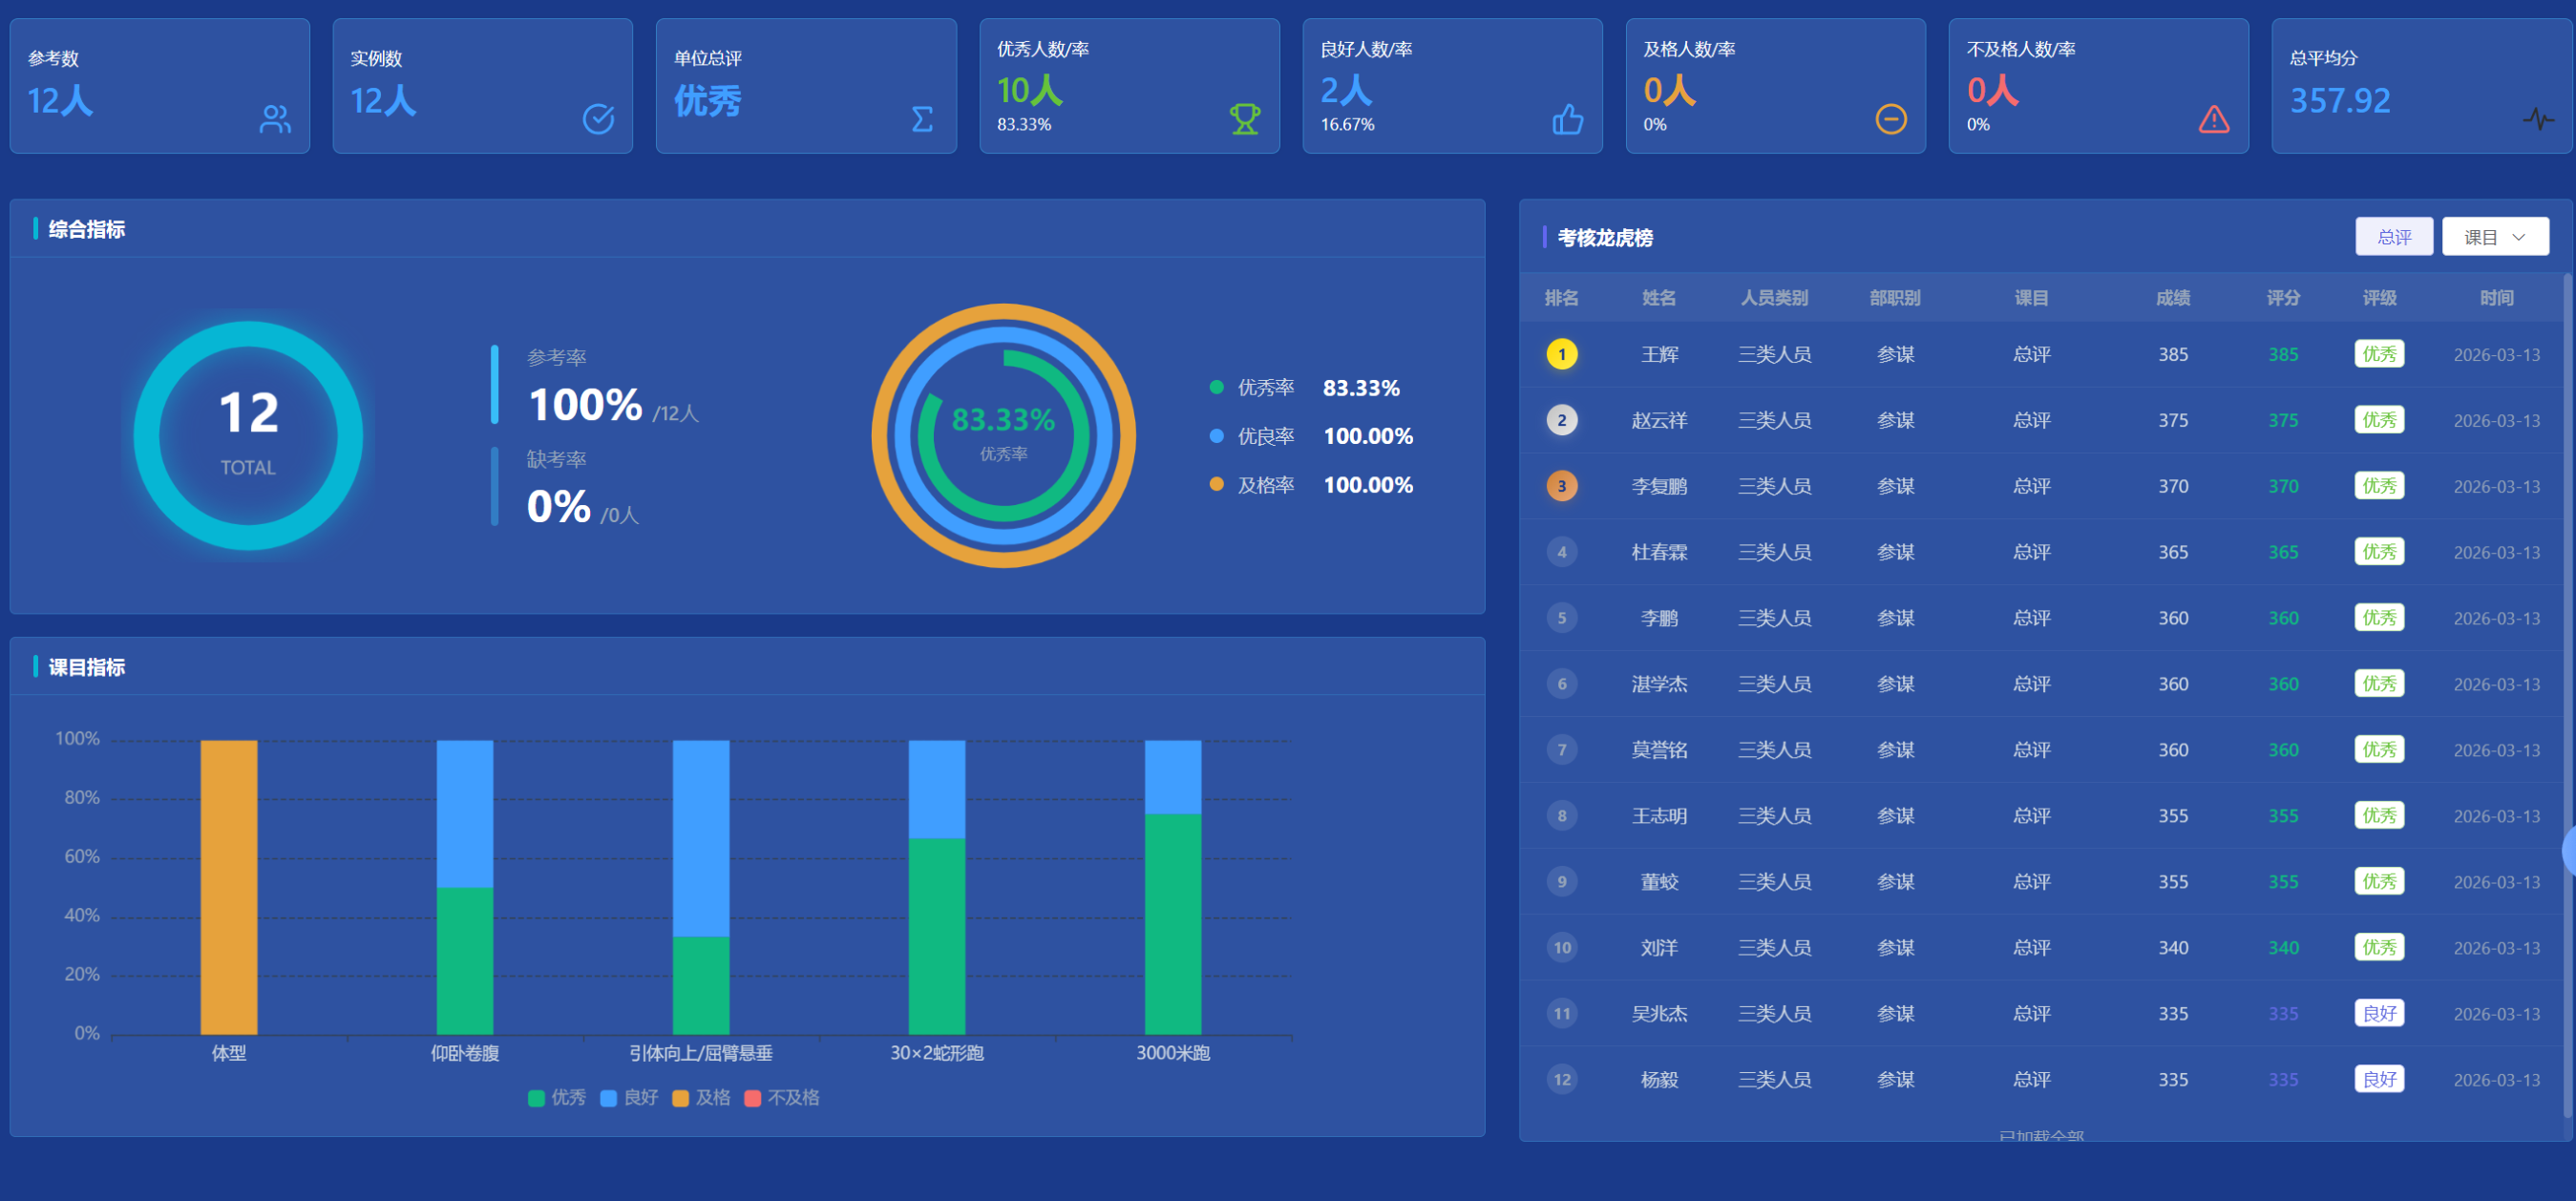 参考数
12人
实例数
12人
单位总评
优秀
优秀人数/率
10人
83.33%
良好人数/率
2人
16.67%
及格人数/率
0人
0%
不及格人数/率
0人
0%
总平均分
357.92
综合指标
12
TOTAL
参考率
100% /12人
缺考率
0% /0人
83.33%
优秀率
优秀率 83.33%
优良率 100.00%
及格率 100.00%
课目指标
100%
80%
60%
40%
20%
0%
体型 仰卧卷腹 引体向上/屈臂悬垂 30×2蛇形跑 3000米跑
优秀 良好 及格 不及格
考核龙虎榜
总评 课目
排名 姓名 人员类别 部职别 课目 成绩 评分 评级 时间
1 王辉 三类人员 参谋 总评 385 385 优秀 2026-03-13
2 赵云祥 三类人员 参谋 总评 375 375 优秀 2026-03-13
3 李复鹏 三类人员 参谋 总评 370 370 优秀 2026-03-13
4 杜春霖 三类人员 参谋 总评 365 365 优秀 2026-03-13
5 李鹏 三类人员 参谋 总评 360 360 优秀 2026-03-13
6 湛学杰 三类人员 参谋 总评 360 360 优秀 2026-03-13
7 莫誉铭 三类人员 参谋 总评 360 360 优秀 2026-03-13
8 王志明 三类人员 参谋 总评 355 355 优秀 2026-03-13
9 董蛟 三类人员 参谋 总评 355 355 优秀 2026-03-13
10 刘洋 三类人员 参谋 总评 340 340 优秀 2026-03-13
11 吴兆杰 三类人员 参谋 总评 335 335 良好 2026-03-13
12 杨毅 三类人员 参谋 总评 335 335 良好 2026-03-13
已加载全部